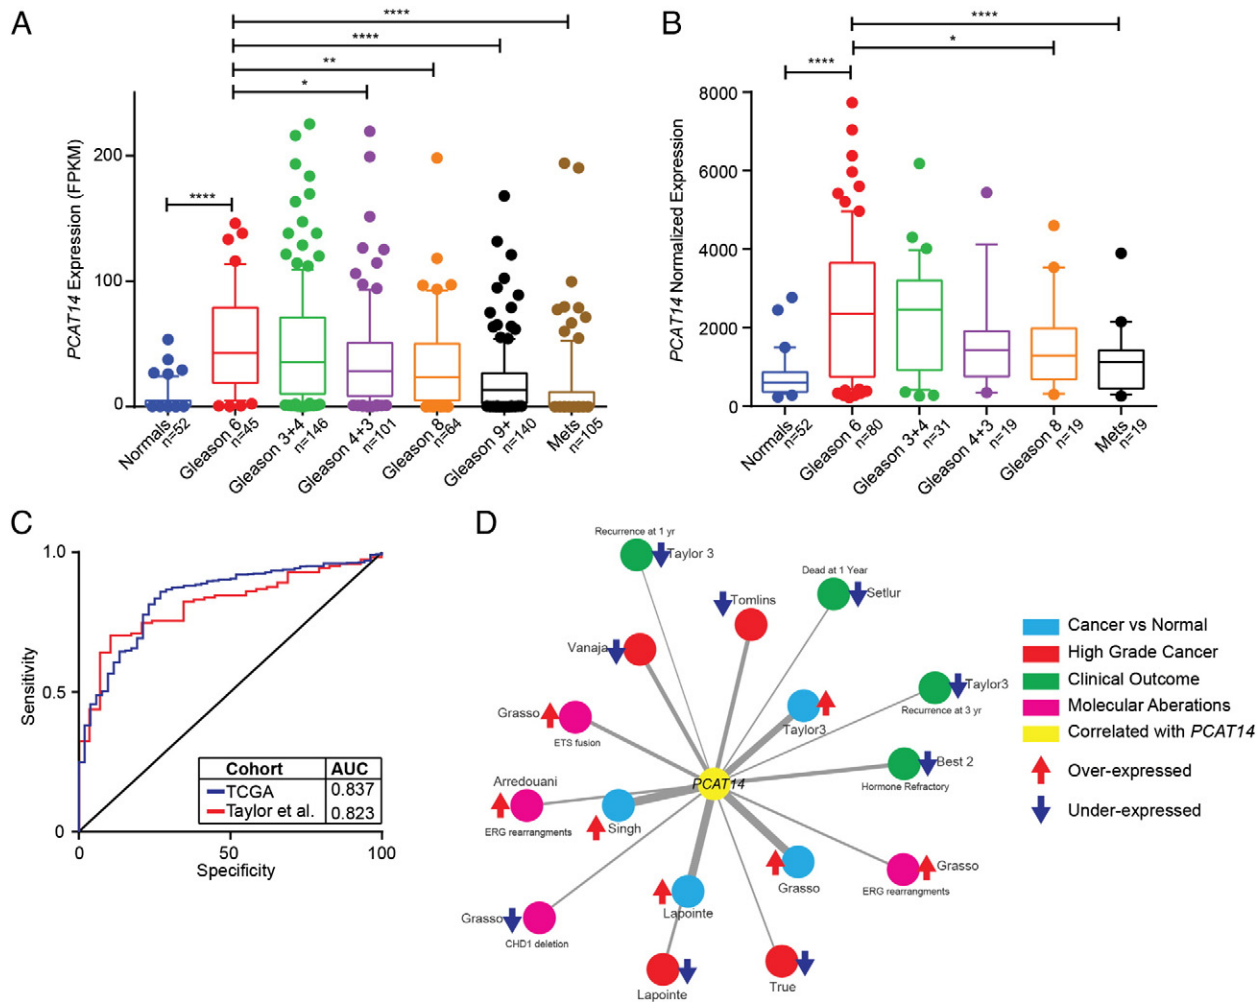 A
****
****
**
*
****
PCAT14 Expression (FPKM)
200
100
0
Normals
n=52
Gleason 6
n=45
Gleason 3+4
n=146
Gleason 4+3
n=101
Gleason 8
n=64
Gleason 9+
n=140
Mets
n=105
B
****
*
****
PCAT14 Normalized Expression
8000
6000
4000
2000
0
Normals
n=52
Gleason 6
n=80
Gleason 3+4
n=31
Gleason 4+3
n=19
Gleason 8
n=19
Mets
n=19
C
Sensitivity
1.0
0.5
0
0 50 100
Specificity
Cohort AUC
TCGA 0.837
Taylor et al. 0.823
D
Recurrence at 1 yr
Taylor 3
Dead at 1 Year
Setlur
Tomlins
Vanaja
Taylor3
Recurrence at 3 yr
Taylor3
Grasso
ETS fusion
Best 2
Hormone Refractory
PCAT14
Arredouani
ERG rearrangments
Singh
Grasso
Grasso
ERG rearrangments
Lapointe
Grasso
CHD1 deletion
Lapointe
True
Cancer vs Normal
High Grade Cancer
Clinical Outcome
Molecular Aberations
Correlated with PCAT14
Over-expressed
Under-expressed